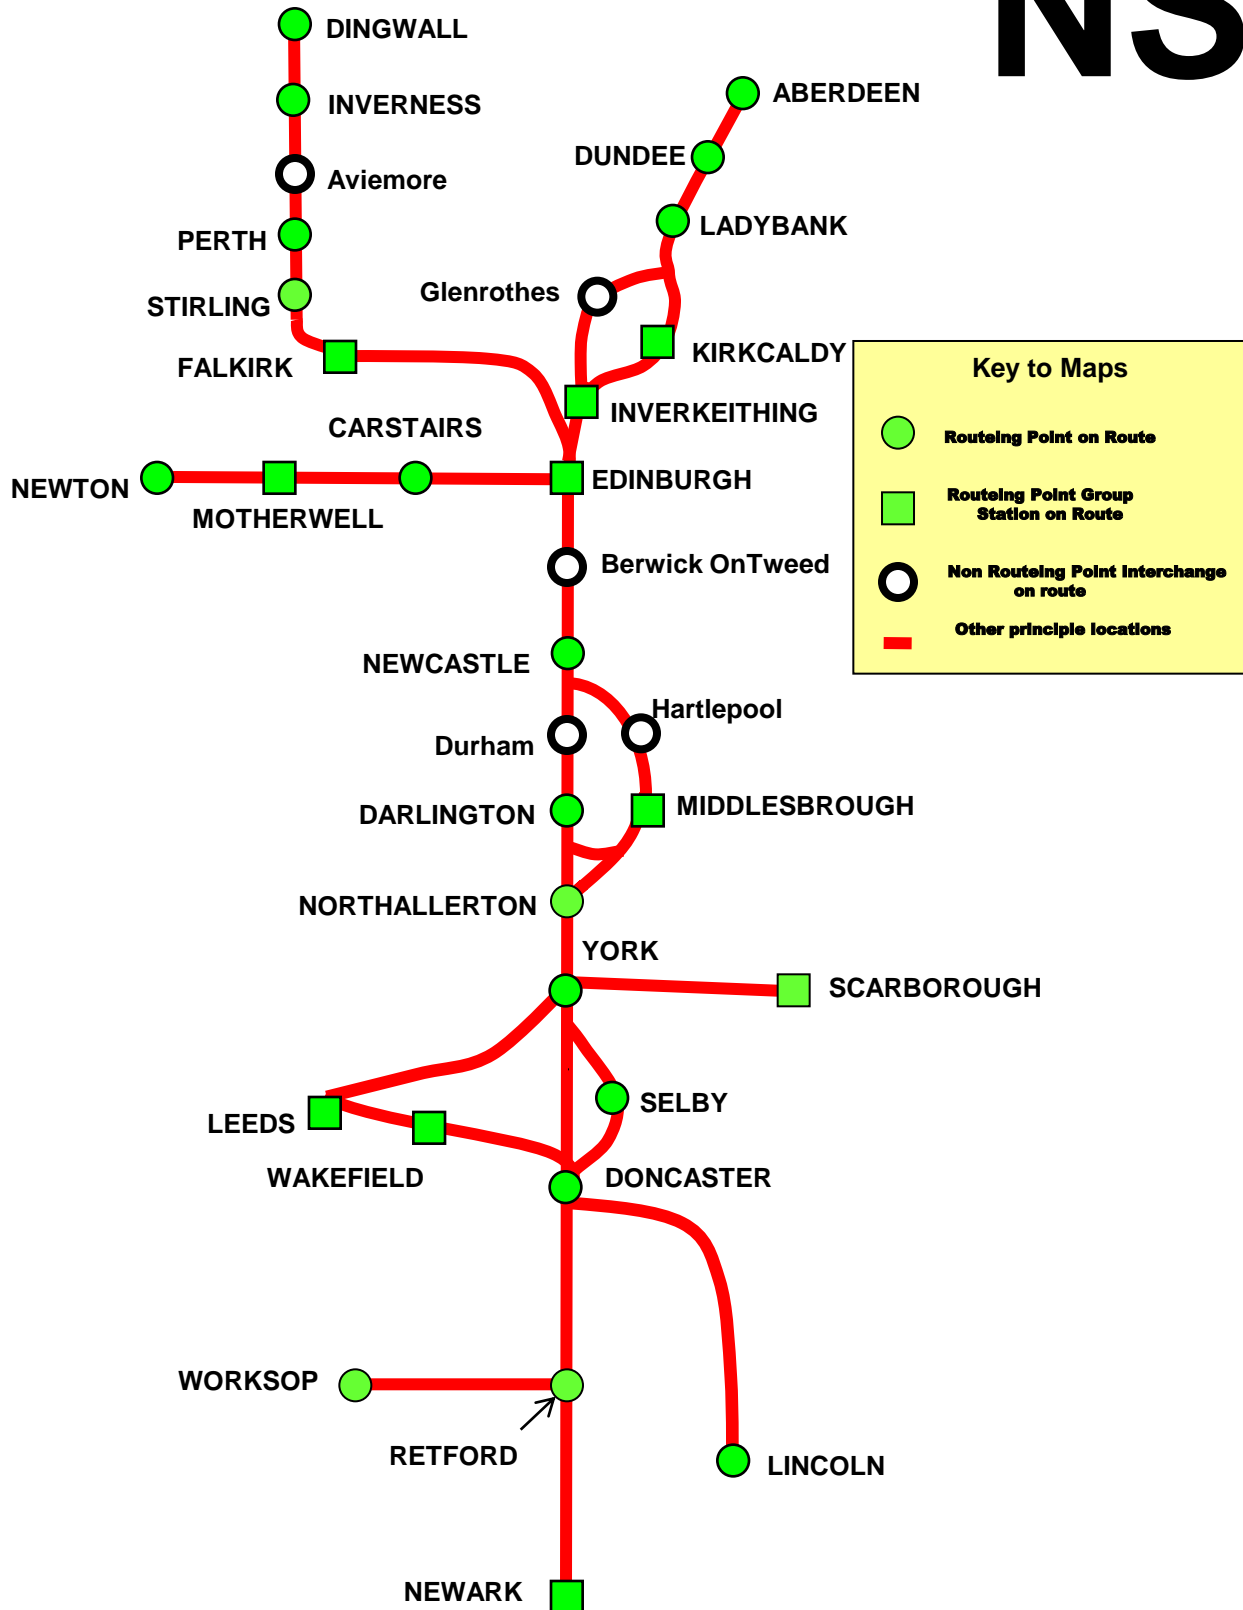 NS
DINGWALL
INVERNESS
ABERDEEN
DUNDEE
Aviemore
LADYBANK
PERTH
Glenrothes
STIRLING
KIRKCALDY
FALKIRK
INVERKEITHING
CARSTAIRS
EDINBURGH
NEWTON
MOTHERWELL
Key to Maps
Routeing Point on Route
Routeing Point Group
Station on Route
Non Routeing Point Interchange
on route
Other principle locations
Berwick OnTweed
NEWCASTLE
Hartlepool
Durham
MIDDLESBROUGH
DARLINGTON
NORTHALLERTON
YORK
SCARBOROUGH
SELBY
LEEDS
WAKEFIELD
DONCASTER
WORKSOP
RETFORD
LINCOLN
NEWARK